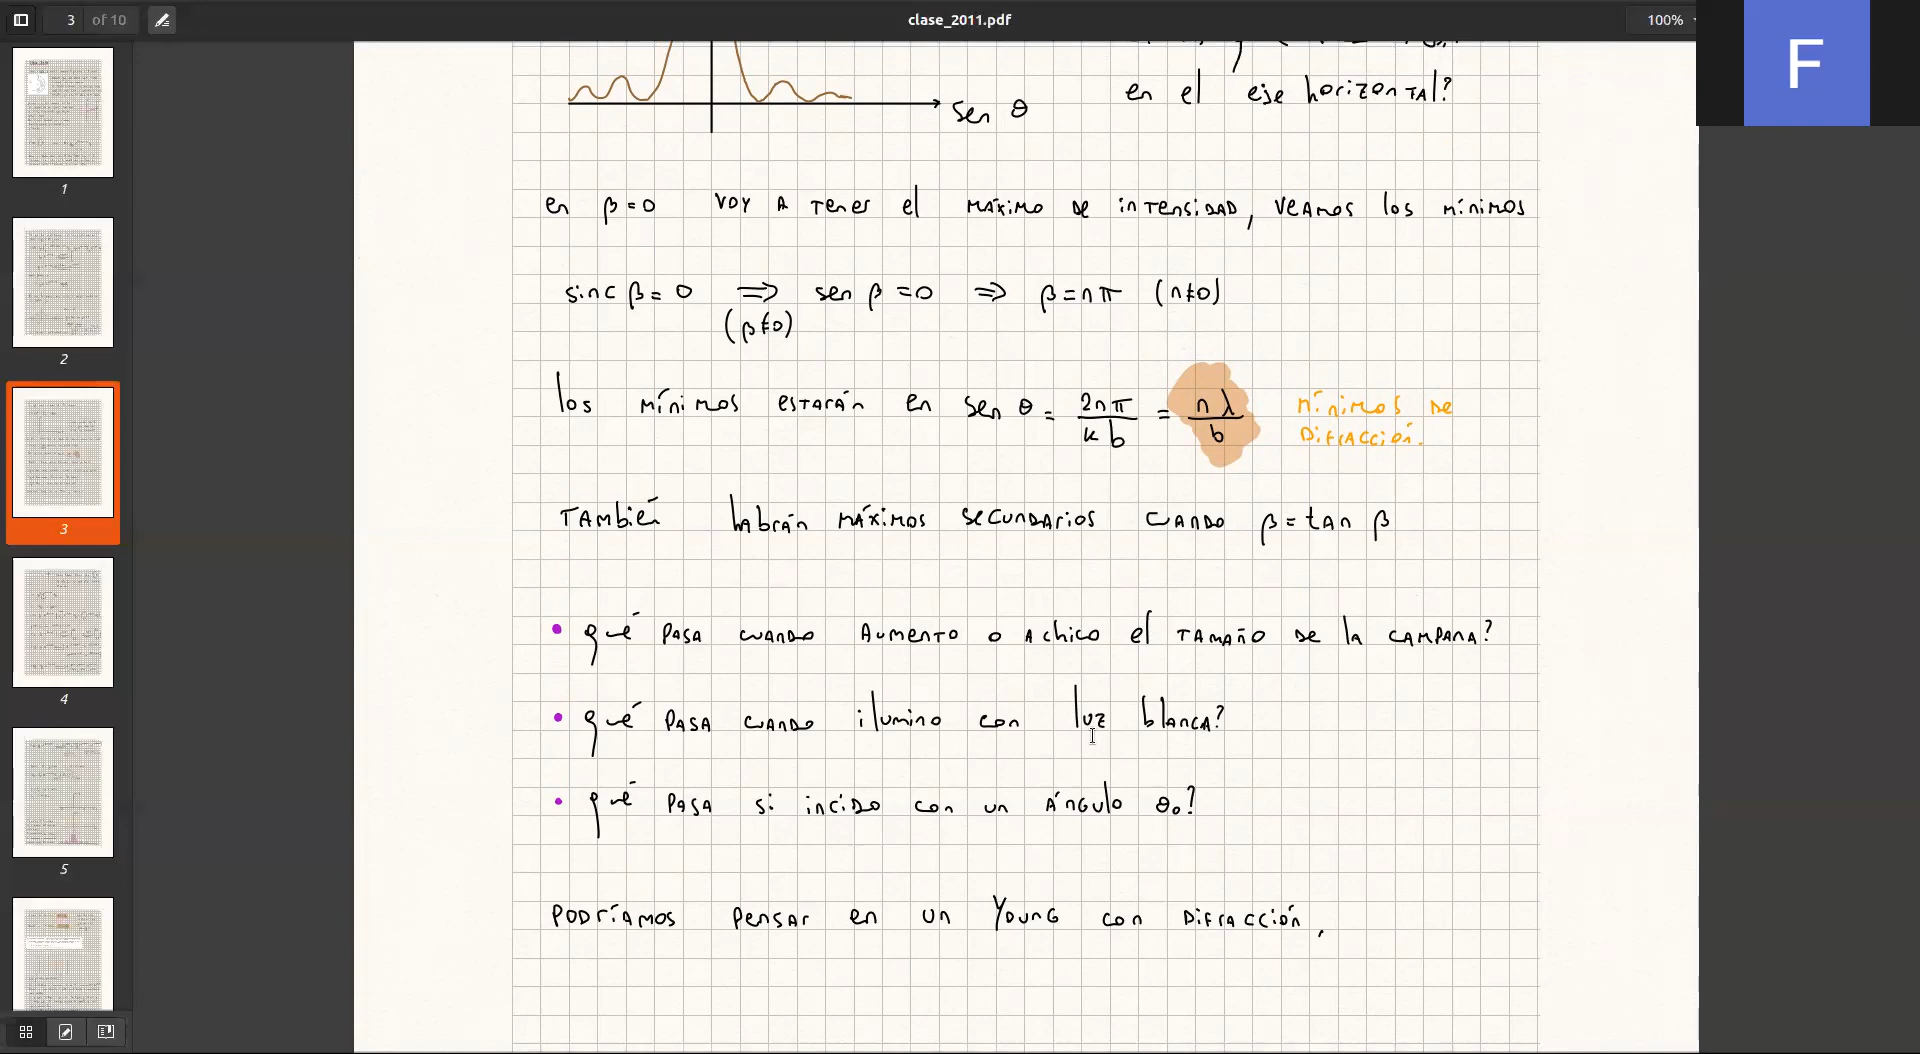 3 of 10
clase_2011.pdf
100%
F
en el eje horizontal?
sen θ
en β=0 voy a tener el máximo de intensidad, veamos los mínimos
sinc β = 0 ⟹ sen β = 0 ⟹ β = nπ (n≠0)
(β≠0)
los mínimos estarán en sen θ = 2nπ / kb = nλ / b mínimos de
difracción.
también habrán máximos secundarios cuando β = tan β
• qué pasa cuando aumento o achico el tamaño de la campana?
• qué pasa cuando ilumino con luz blanca?
• qué pasa si incido con un ángulo θ₀?
podríamos pensar en un Young con difracción,
1
2
3
4
5